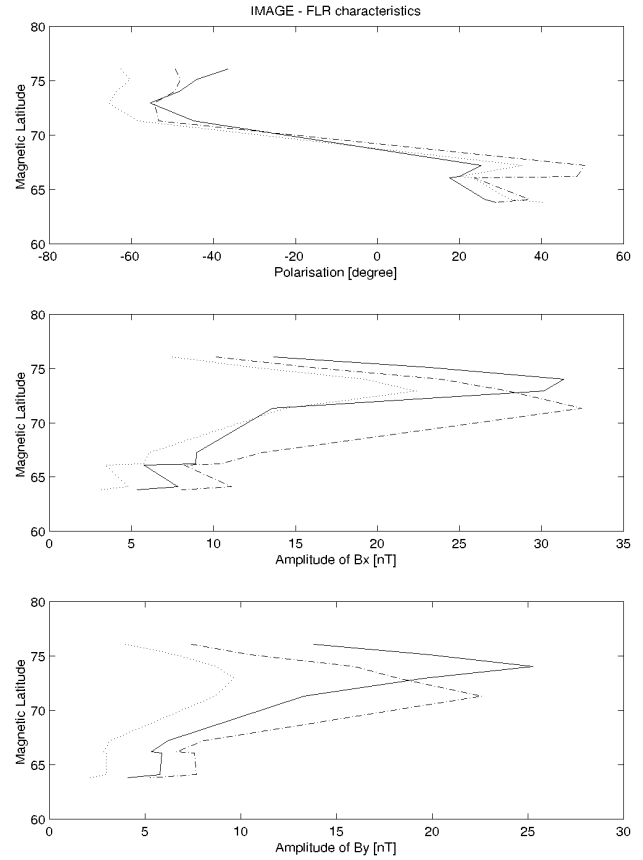 IMAGE - FLR characteristics
80
75
70
65
60
Magnetic Latitude
-80 -60 -40 -20 0 20 40 60
Polarisation [degree]
80
75
70
65
60
Magnetic Latitude
0 5 10 15 20 25 30 35
Amplitude of Bx [nT]
80
75
70
65
60
Magnetic Latitude
0 5 10 15 20 25 30
Amplitude of By [nT]